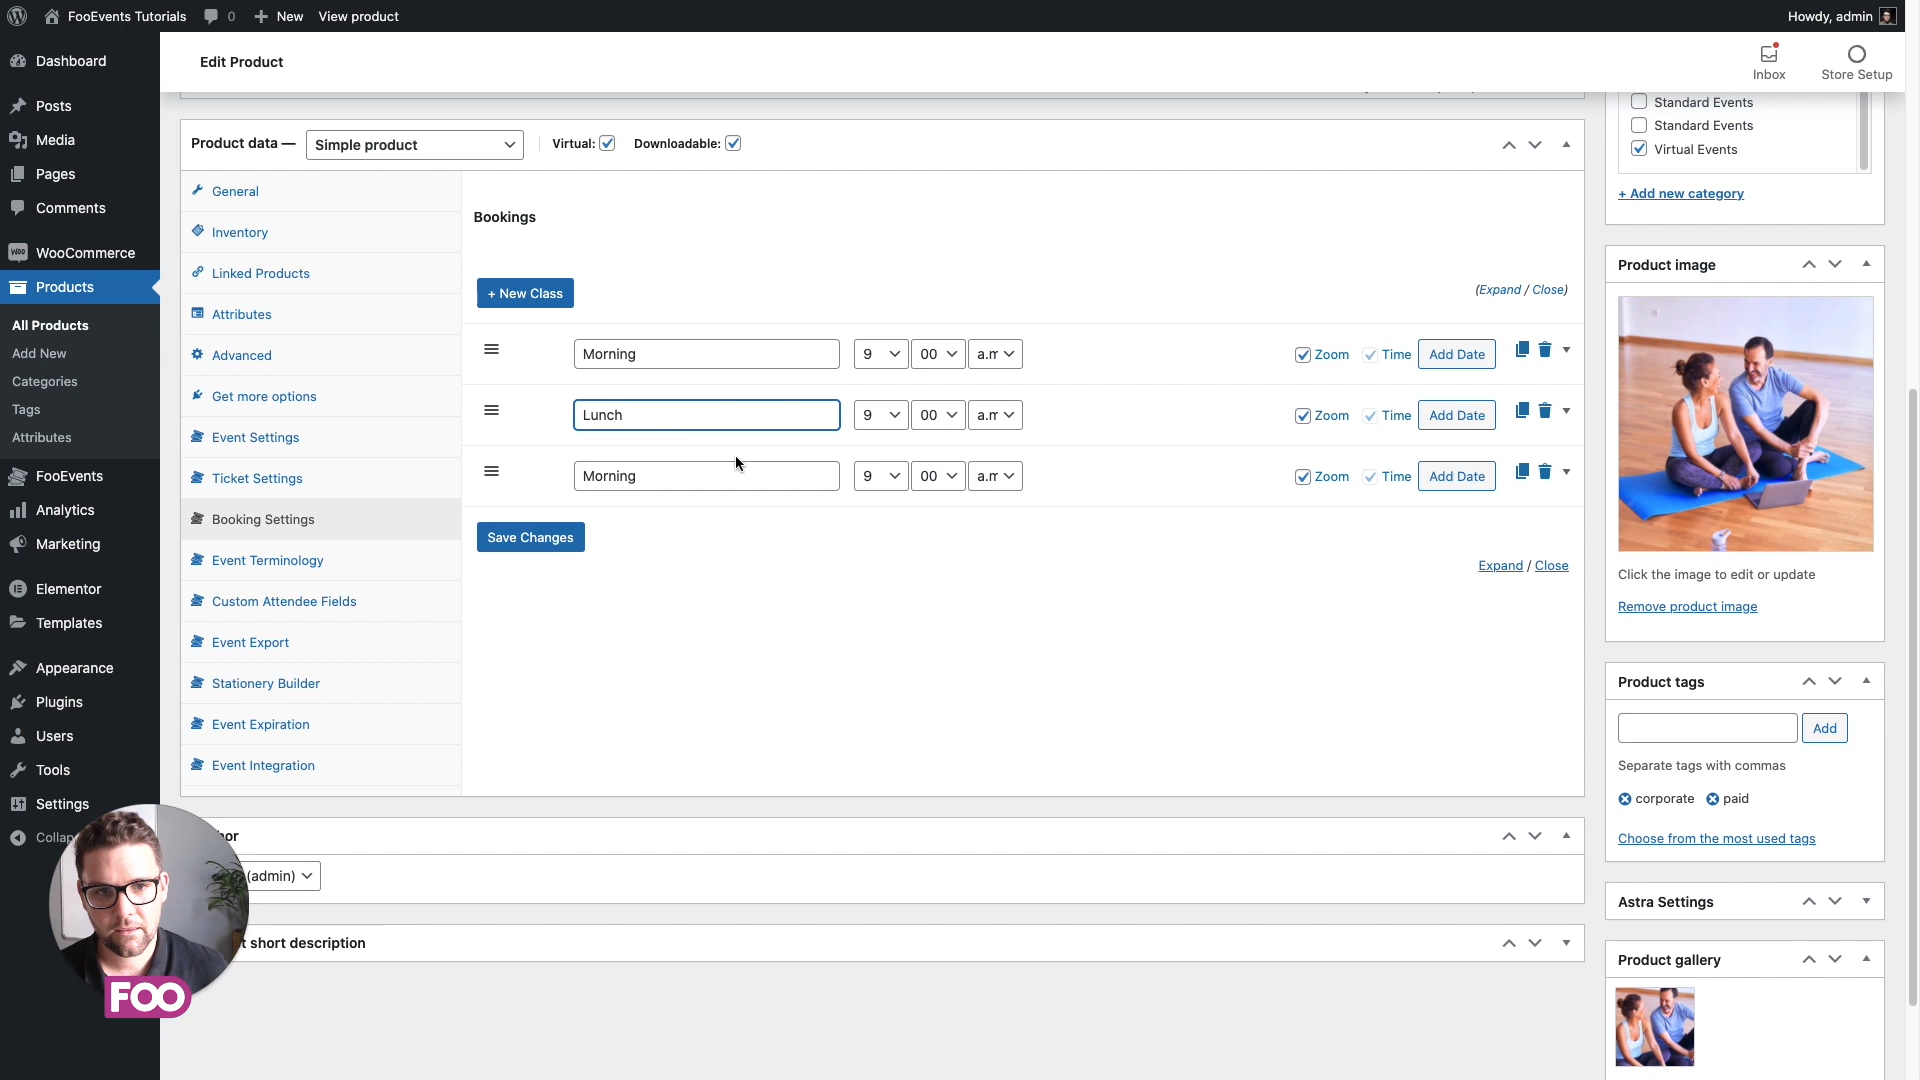 FooEvents Tutorials 0 New View product Howdy, admin
Edit Product
Inbox
Store Setup
Dashboard
Posts
Media
Pages
Comments
WooCommerce
Products
All Products
Add New
Categories
Tags
Attributes
FooEvents
Analytics
Marketing
Elementor
Templates
Appearance
Plugins
Users
Tools
Settings
Product data — Simple product Virtual: Downloadable:
General
Inventory
Linked Products
Attributes
Advanced
Get more options
Event Settings
Ticket Settings
Booking Settings
Event Terminology
Custom Attendee Fields
Event Export
Stationery Builder
Event Expiration
Event Integration
Bookings
+ New Class (Expand / Close)
Morning 9 00 a.m Zoom Time Add Date
Lunch 9 00 a.m Zoom Time Add Date
Morning 9 00 a.m Zoom Time Add Date
Save Changes
Expand / Close
(admin)
short description
Standard Events
Standard Events
Virtual Events
+ Add new category
Product image
Click the image to edit or update
Remove product image
Product tags
Add
Separate tags with commas
corporate paid
Choose from the most used tags
Astra Settings
Product gallery
FOO